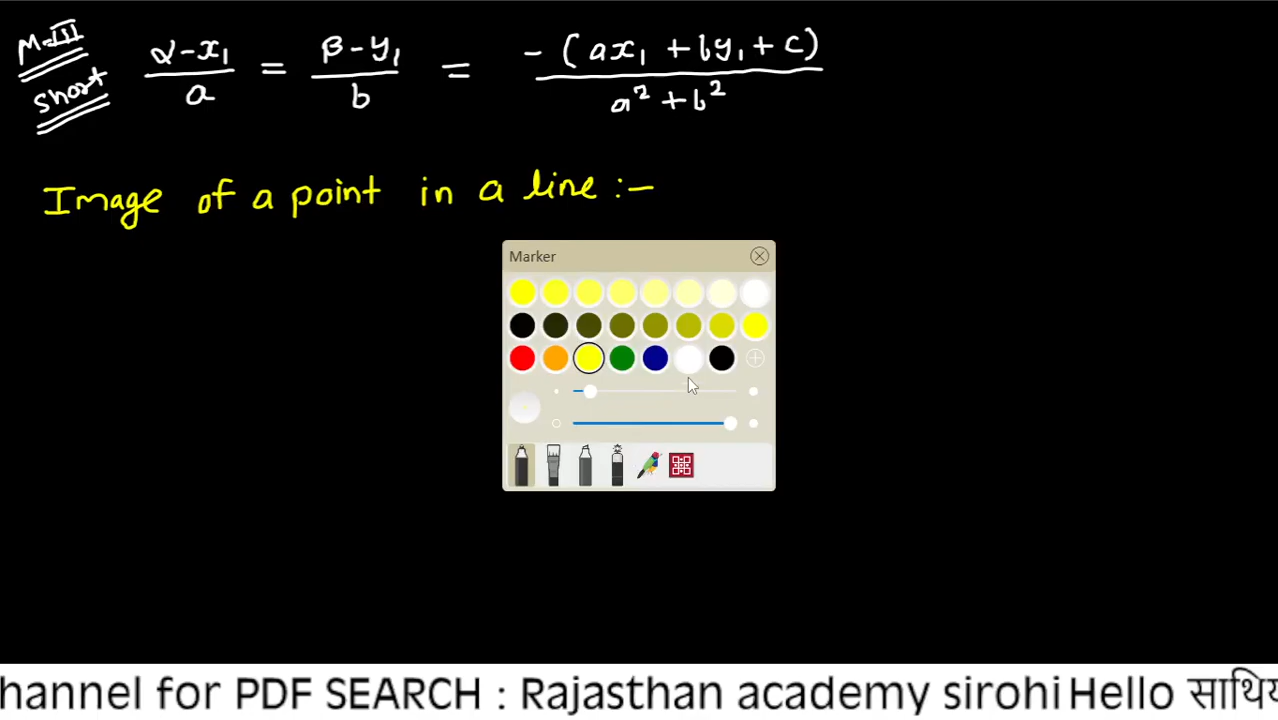 M-III
Short
α-x₁/a = β-y₁/b = -(ax₁+by₁+c)/a²+b²
Image of a point in a line :-
Marker
hannel for PDF SEARCH : Rajasthan academy sirohi Hello साथिय